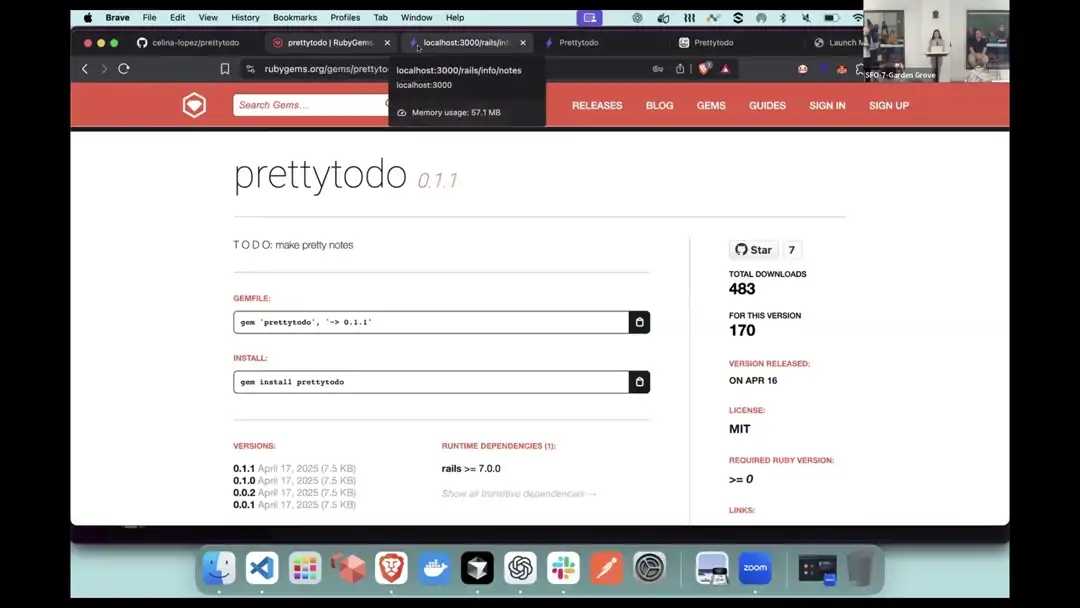 Brave File Edit View History Bookmarks Profiles Tab Window Help
celina-lopez/prettytodo
prettytodo | RubyGems
localhost:3000/rails/inf
Prettytodo
Prettytodo
Launch M
rubygems.org/gems/prettyto
localhost:3000/rails/info/notes
localhost:3000
Memory usage: 57.1 MB
SFO-7-Garden Grove
Search Gems…
RELEASES BLOG GEMS GUIDES SIGN IN SIGN UP
prettytodo 0.1.1
T O D O: make pretty notes
Star 7
TOTAL DOWNLOADS
483
GEMFILE:
gem 'prettytodo', '~> 0.1.1'
FOR THIS VERSION
170
INSTALL:
gem install prettytodo
VERSION RELEASED:
ON APR 16
LICENSE:
MIT
VERSIONS:
0.1.1 April 17, 2025 (7.5 KB)
0.1.0 April 17, 2025 (7.5 KB)
0.0.2 April 17, 2025 (7.5 KB)
0.0.1 April 17, 2025 (7.5 KB)
RUNTIME DEPENDENCIES (1):
rails >= 7.0.0
Show all transitive dependencies →
REQUIRED RUBY VERSION:
>= 0
LINKS:
zoom